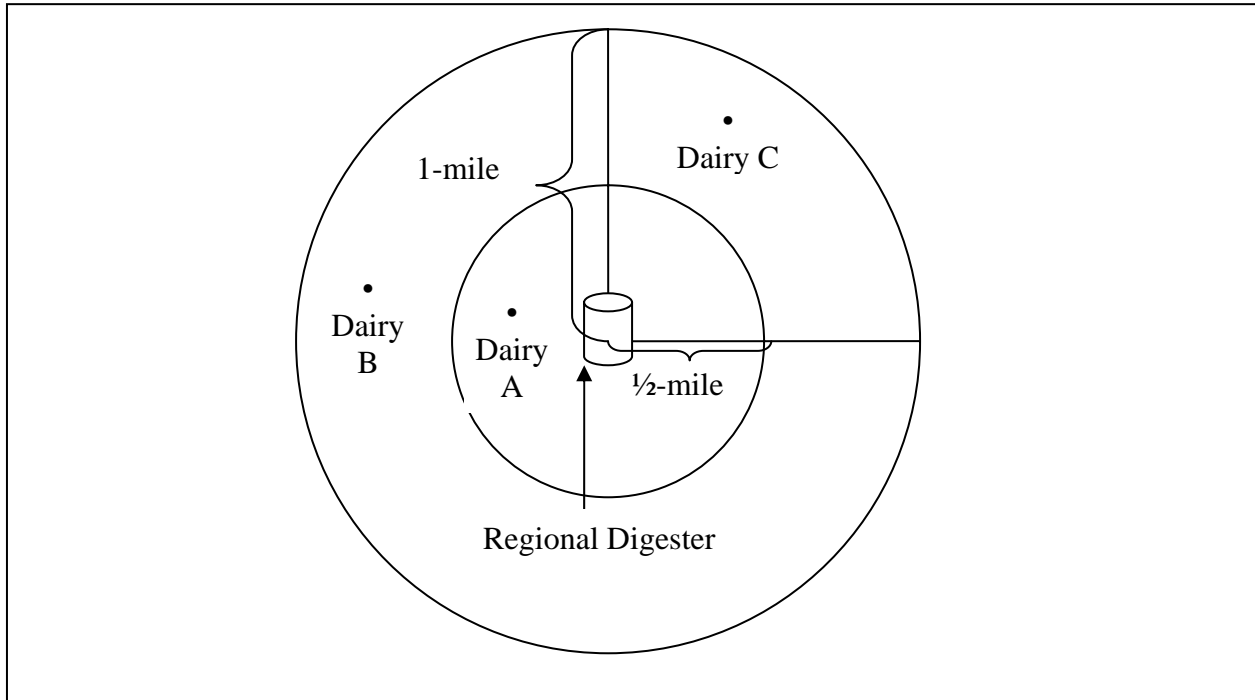 1-mile
Dairy C
Dairy
B
Dairy
A
½-mile
Regional Digester